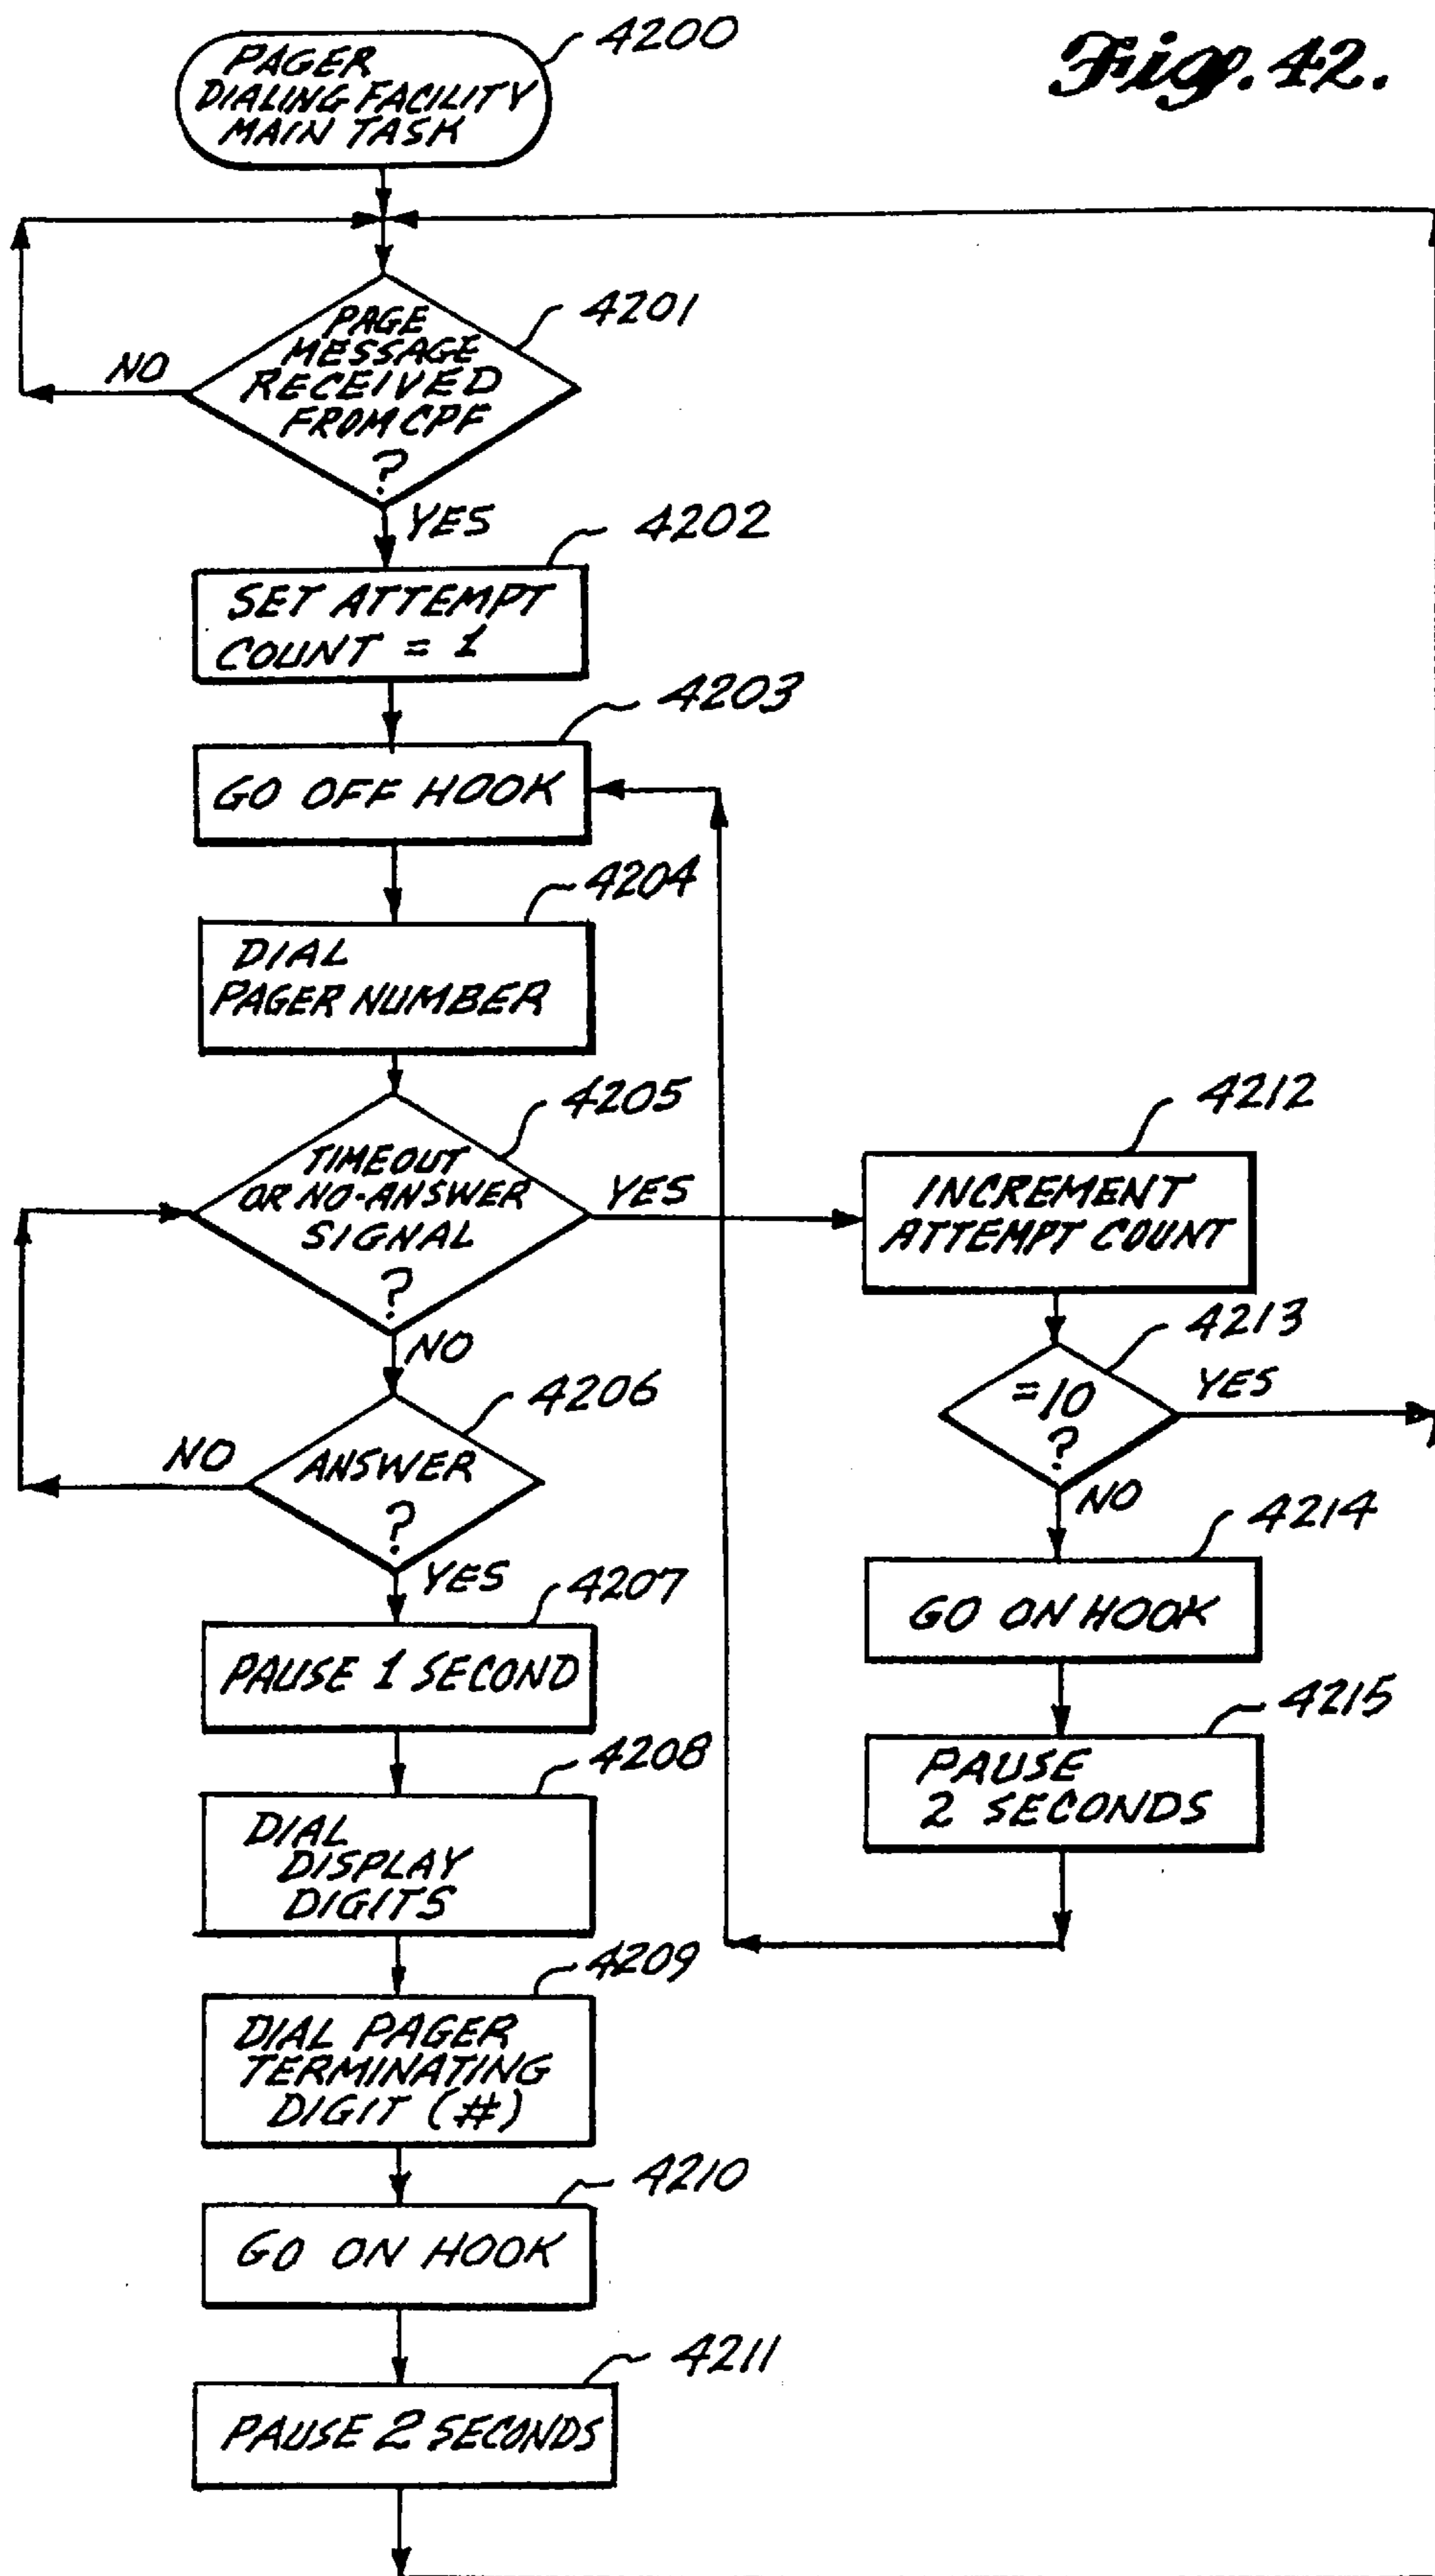 Fig. 42.
4200
PAGER
DIALING FACILITY
MAIN TASK
4201
PAGE
MESSAGE
RECEIVED
FROM CPF
?
NO
YES
4202
SET ATTEMPT
COUNT = 1
4203
GO OFF HOOK
4204
DIAL
PAGER NUMBER
4205
TIMEOUT
OR NO-ANSWER
SIGNAL
?
YES
NO
4206
ANSWER
?
NO
YES
4207
PAUSE 1 SECOND
4208
DIAL
DISPLAY
DIGITS
4209
DIAL PAGER
TERMINATING
DIGIT (#)
4210
GO ON HOOK
4211
PAUSE 2 SECONDS
4212
INCREMENT
ATTEMPT COUNT
4213
=10
?
YES
NO
4214
GO ON HOOK
4215
PAUSE
2 SECONDS